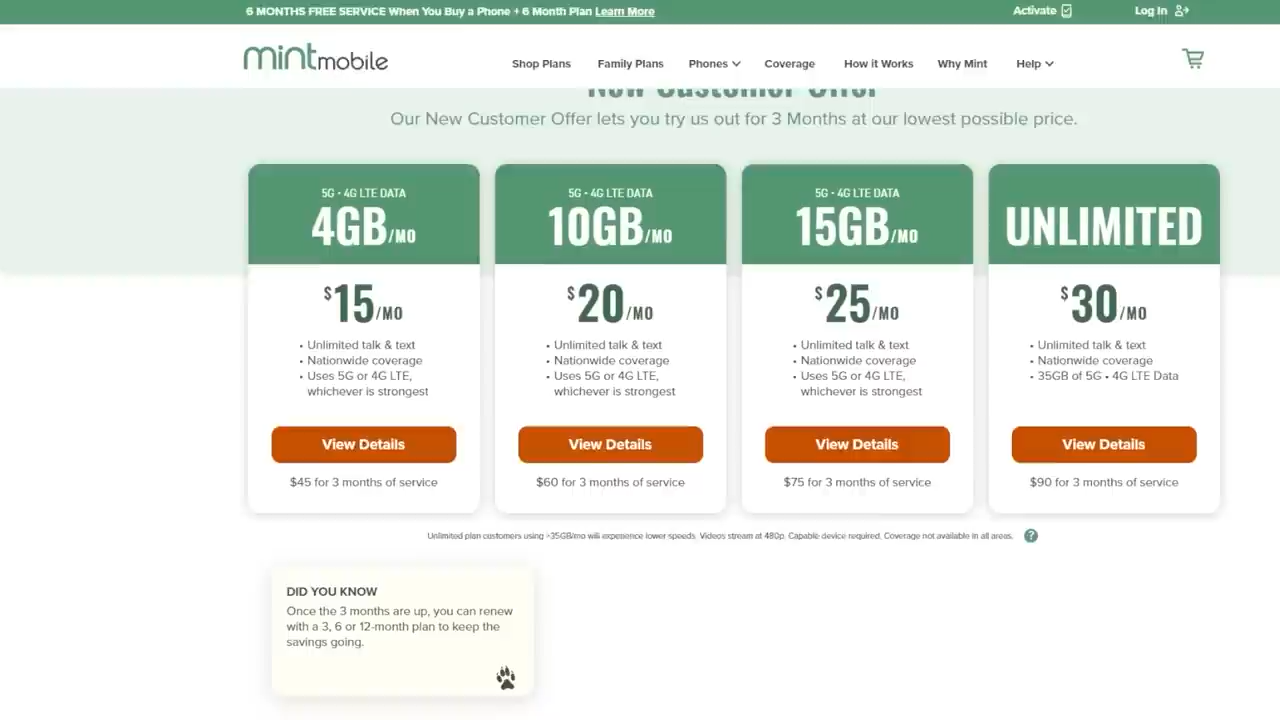 6 MONTHS FREE SERVICE When You Buy a Phone + 6 Month Plan Learn More
Activate
Log In
mintmobile
Shop Plans
Family Plans
Phones
Coverage
How it Works
Why Mint
Help
New Customer Offer
Our New Customer Offer lets you try us out for 3 Months at our lowest possible price.
5G • 4G LTE DATA
4GB/MO
$15/MO
• Unlimited talk & text
• Nationwide coverage
• Uses 5G or 4G LTE,
whichever is strongest
View Details
$45 for 3 months of service
5G • 4G LTE DATA
10GB/MO
$20/MO
• Unlimited talk & text
• Nationwide coverage
• Uses 5G or 4G LTE,
whichever is strongest
View Details
$60 for 3 months of service
5G • 4G LTE DATA
15GB/MO
$25/MO
• Unlimited talk & text
• Nationwide coverage
• Uses 5G or 4G LTE,
whichever is strongest
View Details
$75 for 3 months of service
UNLIMITED
$30/MO
• Unlimited talk & text
• Nationwide coverage
• 35GB of 5G • 4G LTE Data
View Details
$90 for 3 months of service
Unlimited plan customers using >35GB/mo will experience lower speeds. Videos stream at 480p. Capable device required. Coverage not available in all areas.
?
DID YOU KNOW
Once the 3 months are up, you can renew
with a 3, 6 or 12-month plan to keep the
savings going.